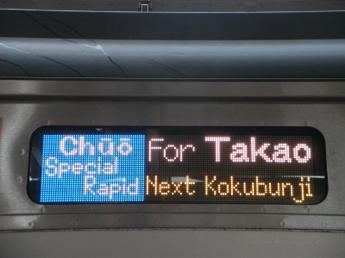 Chūō For Takao
Special
Rapid Next Kokubunji